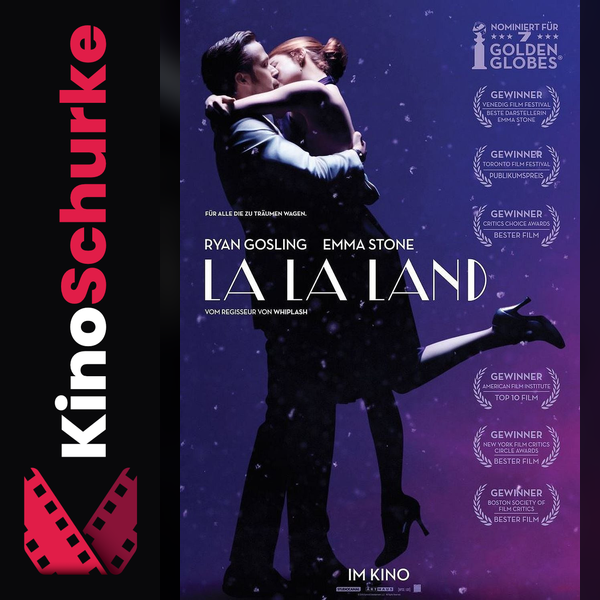 KinoSchurke
NOMINIERT FÜR
7
GOLDEN
GLOBES®
GEWINNER
VENEDIG FILM FESTIVAL
BESTE DARSTELLERIN
EMMA STONE
GEWINNER
TORONTO FILM FESTIVAL
PUBLIKUMSPREIS
GEWINNER
CRITICS CHOICE AWARDS
BESTER FILM
FÜR ALLE DIE ZU TRÄUMEN WAGEN.
RYAN GOSLING EMMA STONE
LA LA LAND
VOM REGISSEUR VON WHIPLASH
GEWINNER
AMERICAN FILM INSTITUTE
TOP 10 FILM
GEWINNER
NEW YORK FILM CRITICS
CIRCLE AWARDS
BESTER FILM
GEWINNER
BOSTON SOCIETY OF
FILM CRITICS
BESTER FILM
IM KINO